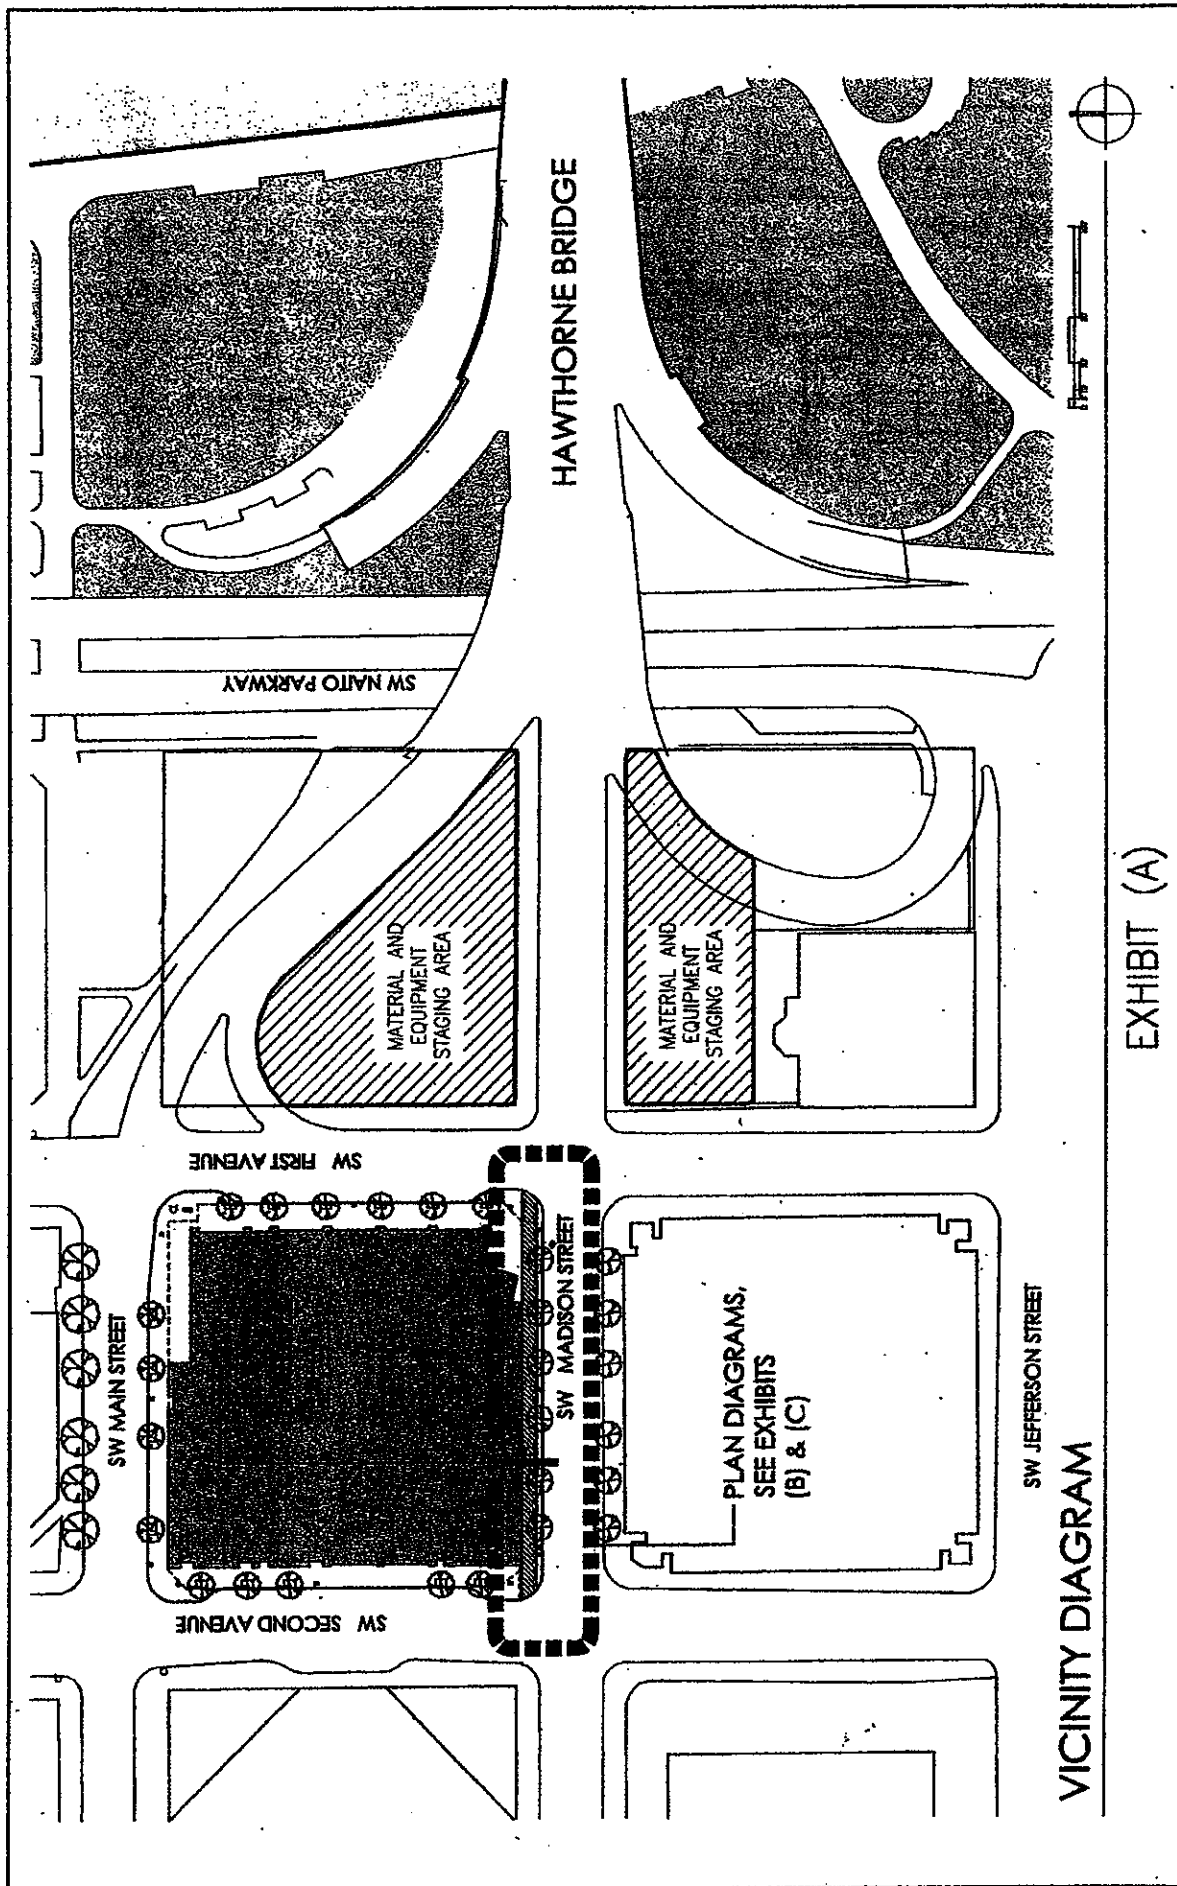 HAWTHORNE BRIDGE
SW NAITO PARKWAY
MATERIAL AND
EQUIPMENT
STAGING AREA
MATERIAL AND
EQUIPMENT
STAGING AREA
SW FIRST AVENUE
SW MAIN STREET
SW MADISON STREET
SW SECOND AVENUE
PLAN DIAGRAMS,
SEE EXHIBITS
(B) & (C)
SW JEFFERSON STREET
VICINITY DIAGRAM
EXHIBIT (A)